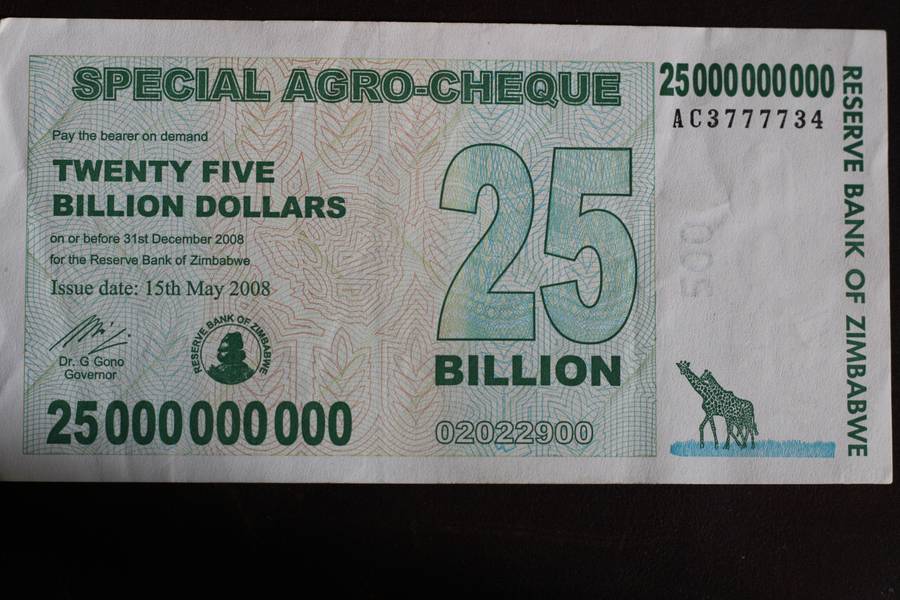 SPECIAL AGRO-CHEQUE
Pay the bearer on demand
TWENTY FIVE
BILLION DOLLARS
on or before 31st December 2008
for the Reserve Bank of Zimbabwe
Issue date: 15th May 2008
Dr. G Gono
Governor
RESERVE BANK OF ZIMBABWE
25000000000
25
BILLION
02022900
25000000000
AC3777734
500
RESERVE BANK OF ZIMBABWE